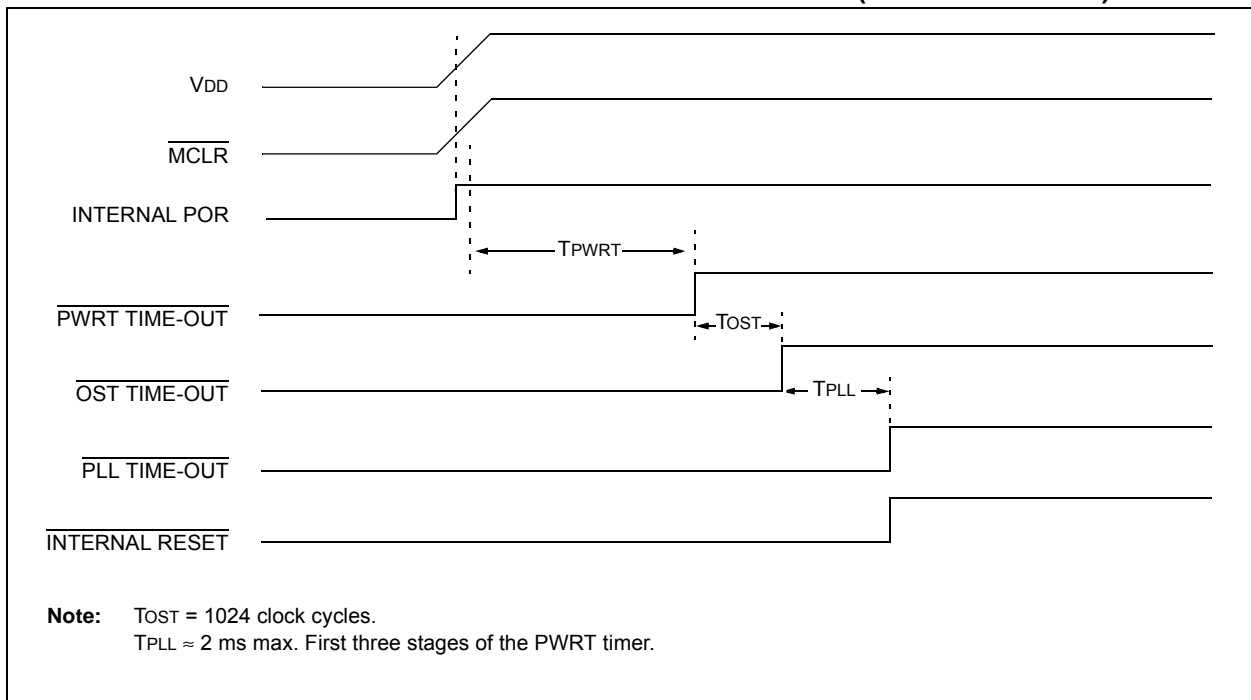 VDD
MCLR
INTERNAL POR
TPWRT
PWRT TIME-OUT
TOST
OST TIME-OUT
TPLL
PLL TIME-OUT
INTERNAL RESET
Note: TOST = 1024 clock cycles.
TPLL ≈ 2 ms max. First three stages of the PWRT timer.